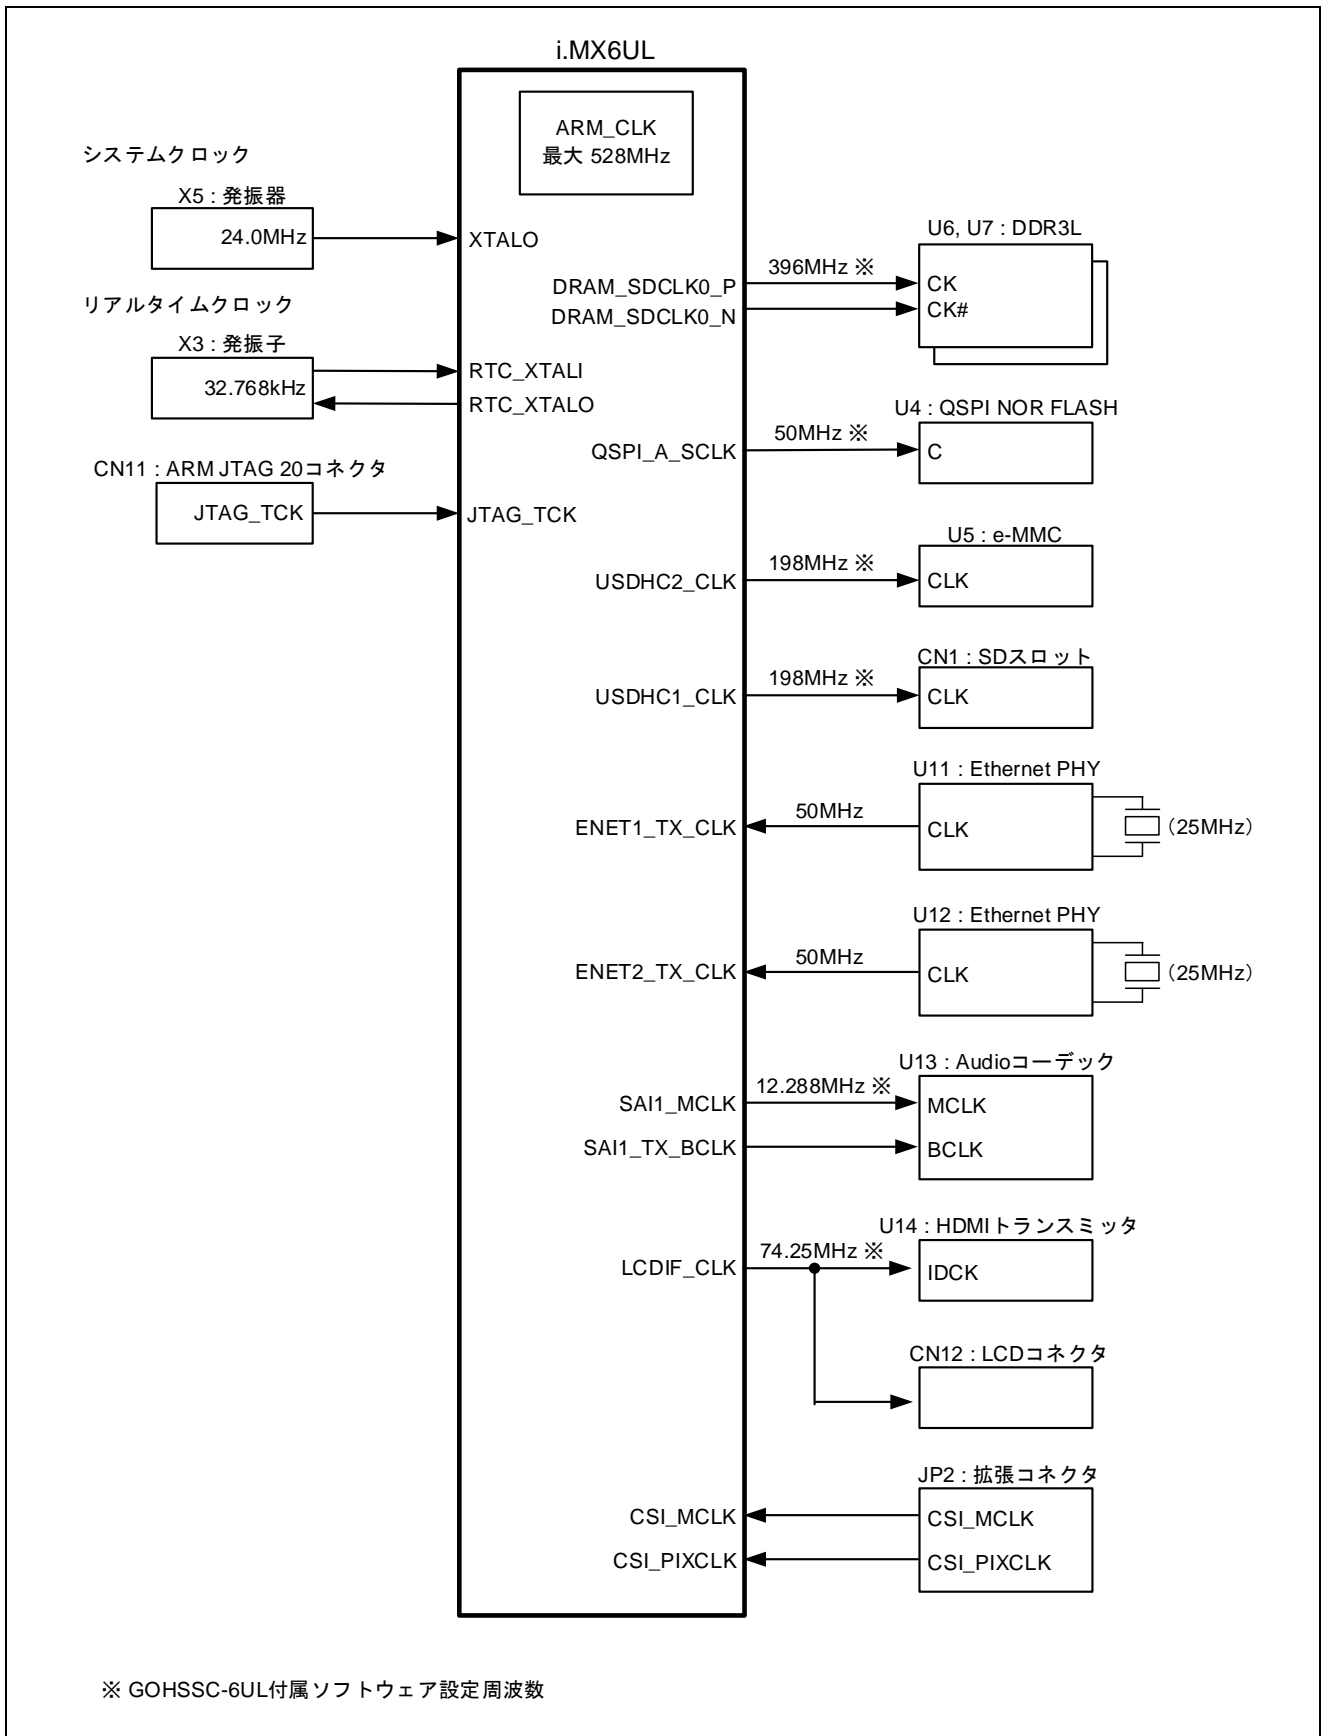 i.MX6UL
ARM_CLK
最大 528MHz
システムクロック
X5 : 発振器
24.0MHz
XTALO
リアルタイムクロック
X3 : 発振子
32.768kHz
RTC_XTALI
RTC_XTALO
CN11 : ARM JTAG 20コネクタ
JTAG_TCK
JTAG_TCK
U6, U7 : DDR3L
DRAM_SDCLK0_P
396MHz ※
CK
DRAM_SDCLK0_N
CK#
U4 : QSPI NOR FLASH
QSPI_A_SCLK
50MHz ※
C
U5 : e-MMC
USDHC2_CLK
198MHz ※
CLK
CN1 : SDスロット
USDHC1_CLK
198MHz ※
CLK
U11 : Ethernet PHY
ENET1_TX_CLK
50MHz
CLK
（25MHz）
U12 : Ethernet PHY
ENET2_TX_CLK
50MHz
CLK
（25MHz）
U13 : Audioコーデック
SAI1_MCLK
12.288MHz ※
MCLK
SAI1_TX_BCLK
BCLK
U14 : HDMIトランスミッタ
LCDIF_CLK
74.25MHz ※
IDCK
CN12 : LCDコネクタ
JP2 : 拡張コネクタ
CSI_MCLK
CSI_MCLK
CSI_PIXCLK
CSI_PIXCLK
※ GOHSSC-6UL付属ソフトウェア設定周波数